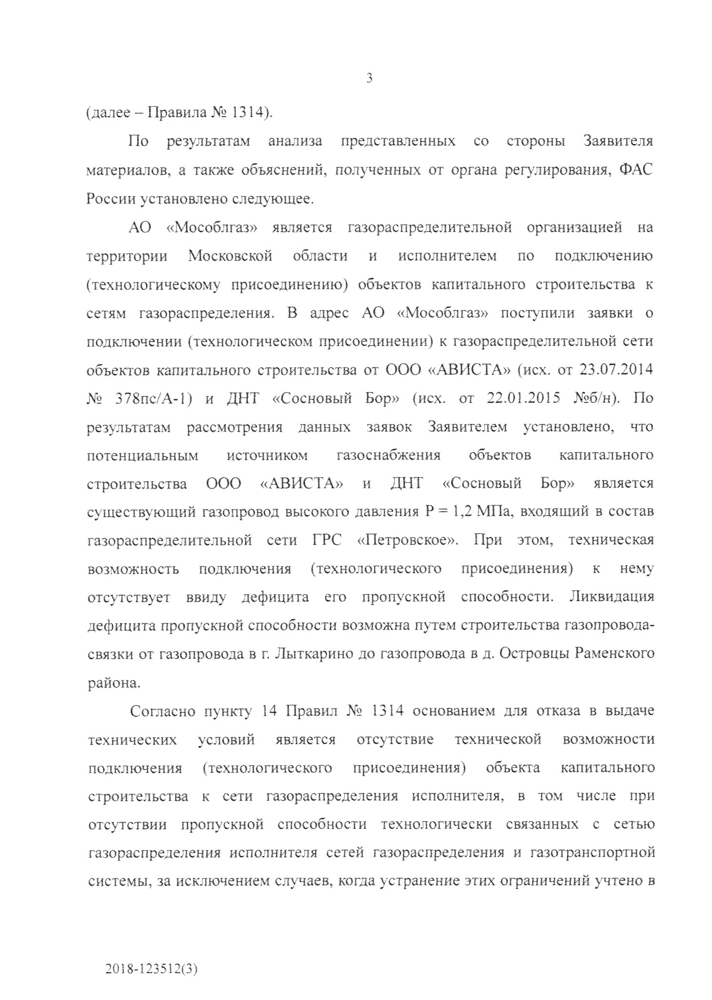 3
(далее – Правила № 1314).
По результатам анализа представленных со стороны Заявителя
материалов, а также объяснений, полученных от органа регулирования, ФАС
России установлено следующее.
АО «Мособлгаз» является газораспределительной организацией на
территории Московской области и исполнителем по подключению
(технологическому присоединению) объектов капитального строительства к
сетям газораспределения. В адрес АО «Мособлгаз» поступили заявки о
подключении (технологическом присоединении) к газораспределительной сети
объектов капитального строительства от ООО «АВИСТА» (исх. от 23.07.2014
№ 378пс/А-1) и ДНТ «Сосновый Бор» (исх. от 22.01.2015 №б/н). По
результатам рассмотрения данных заявок Заявителем установлено, что
потенциальным источником газоснабжения объектов капитального
строительства ООО «АВИСТА» и ДНТ «Сосновый Бор» является
существующий газопровод высокого давления Р = 1,2 МПа, входящий в состав
газораспределительной сети ГРС «Петровское». При этом, техническая
возможность подключения (технологического присоединения) к нему
отсутствует ввиду дефицита его пропускной способности. Ликвидация
дефицита пропускной способности возможна путем строительства газопровода-
связки от газопровода в г. Лыткарино до газопровода в д. Островцы Раменского
района.
Согласно пункту 14 Правил № 1314 основанием для отказа в выдаче
технических условий является отсутствие технической возможности
подключения (технологического присоединения) объекта капитального
строительства к сети газораспределения исполнителя, в том числе при
отсутствии пропускной способности технологически связанных с сетью
газораспределения исполнителя сетей газораспределения и газотранспортной
системы, за исключением случаев, когда устранение этих ограничений учтено в
2018-123512(3)